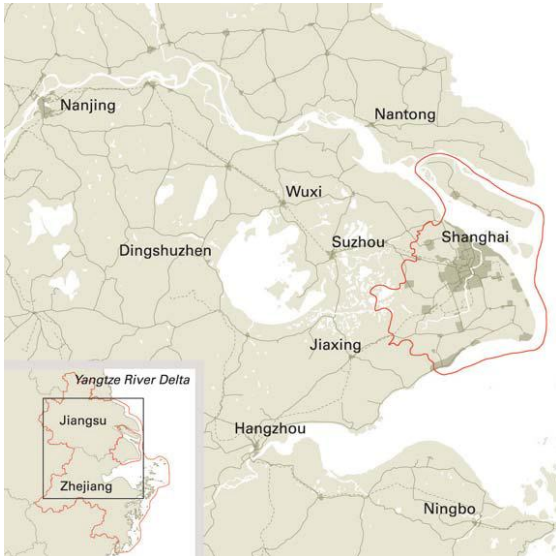 Nanjing
Nantong
Wuxi
Suzhou
Shanghai
Dingshuzhen
Jiaxing
Yangtze River Delta
Jiangsu
Zhejiang
Hangzhou
Ningbo